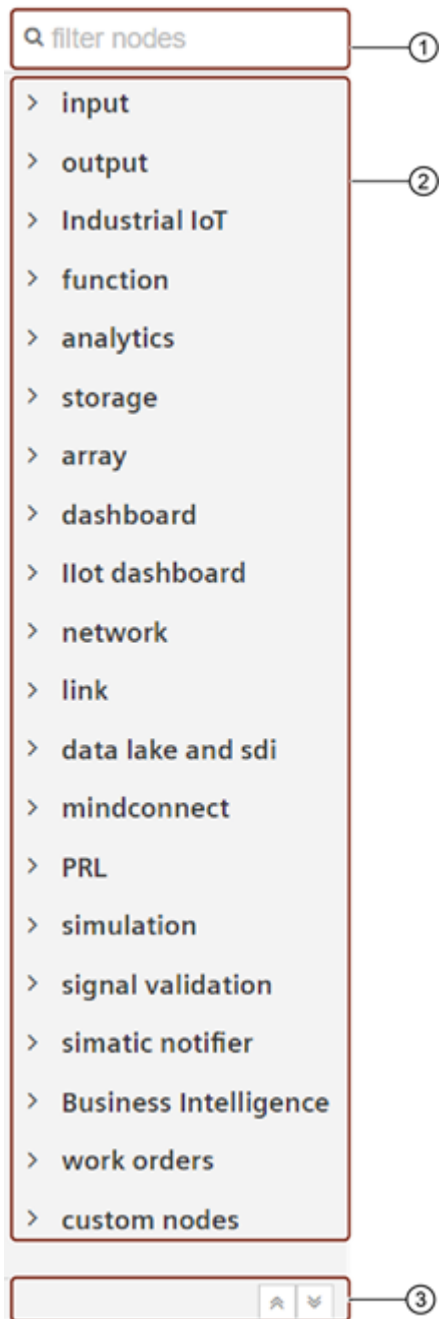 filter nodes
①
②
input
output
Industrial IoT
function
analytics
storage
array
dashboard
IIot dashboard
network
link
data lake and sdi
mindconnect
PRL
simulation
signal validation
simatic notifier
Business Intelligence
work orders
custom nodes
③